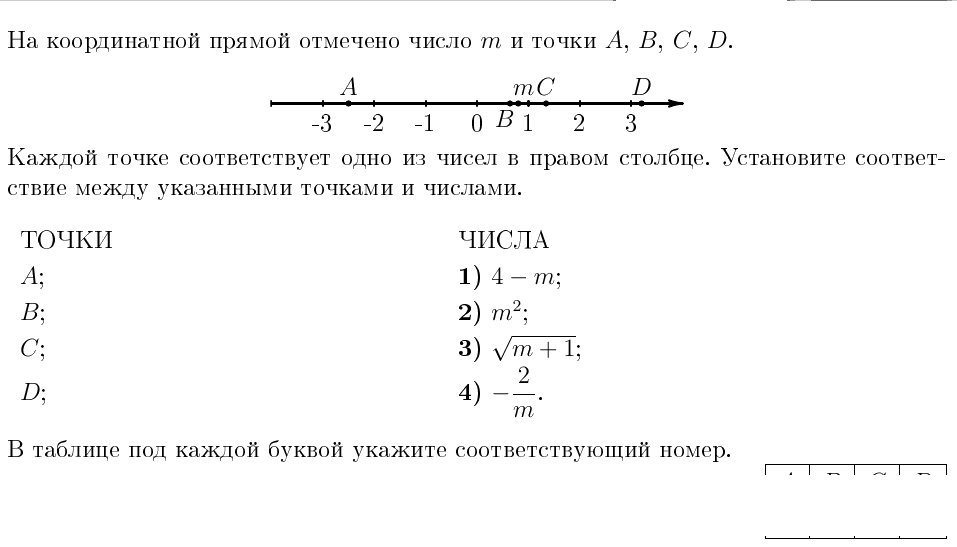 На координатной прямой отмечено число m и точки A, B, C, D.
A m C D
-3 -2 -1 0 B 1 2 3
Каждой точке соответствует одно из чисел в правом столбце. Установите соответ-
ствие между указанными точками и числами.
ТОЧКИ ЧИСЛА
A; 1) 4 − m;
B; 2) m²;
C; 3) √(m + 1);
D; 4) −2/m.
В таблице под каждой буквой укажите соответствующий номер.